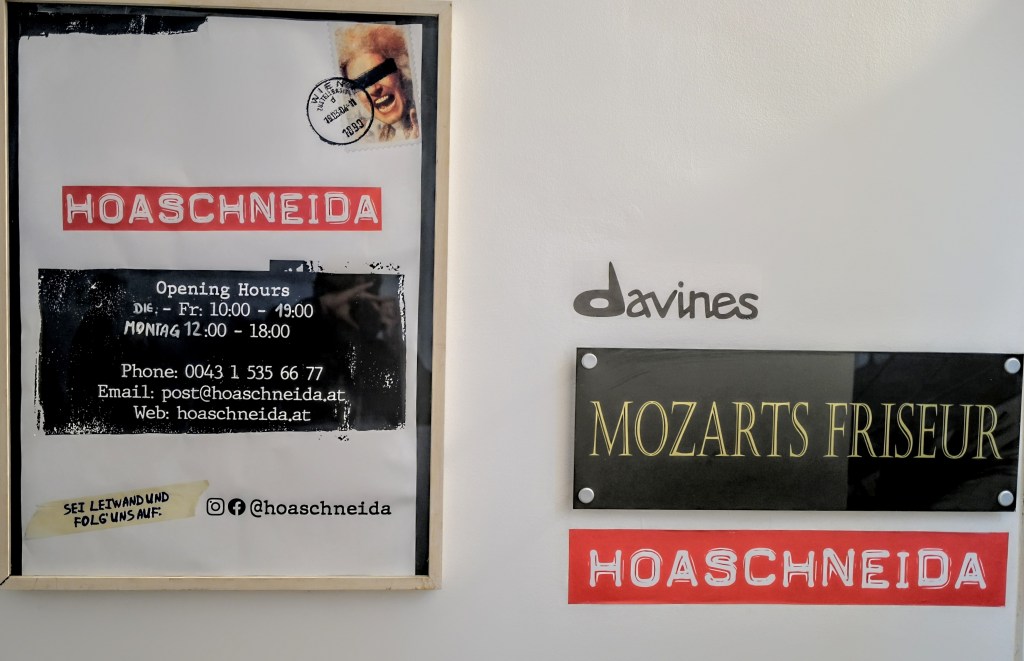 WIEN
1090
HOASCHNEIDA
Opening Hours
DIE. - Fr: 10:00 - 19:00
MONTAG 12:00 - 18:00
Phone: 0043 1 535 66 77
Email: post@hoaschneida.at
Web: hoaschneida.at
SEI LEIWAND UND
FOLG' UNS AUF:
@hoaschneida
davines
MOZARTS FRISEUR
HOASCHNEIDA